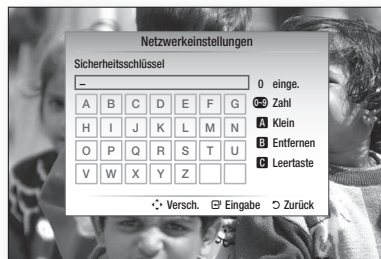 Netzwerkeinstellungen
Sicherheitsschlüssel
_ 0 einge.
A B C D E F G 0~9 Zahl
H I J K L M N A Klein
O P Q R S T U B Entfernen
V W X Y Z C Leertaste
Versch. Eingabe Zurück